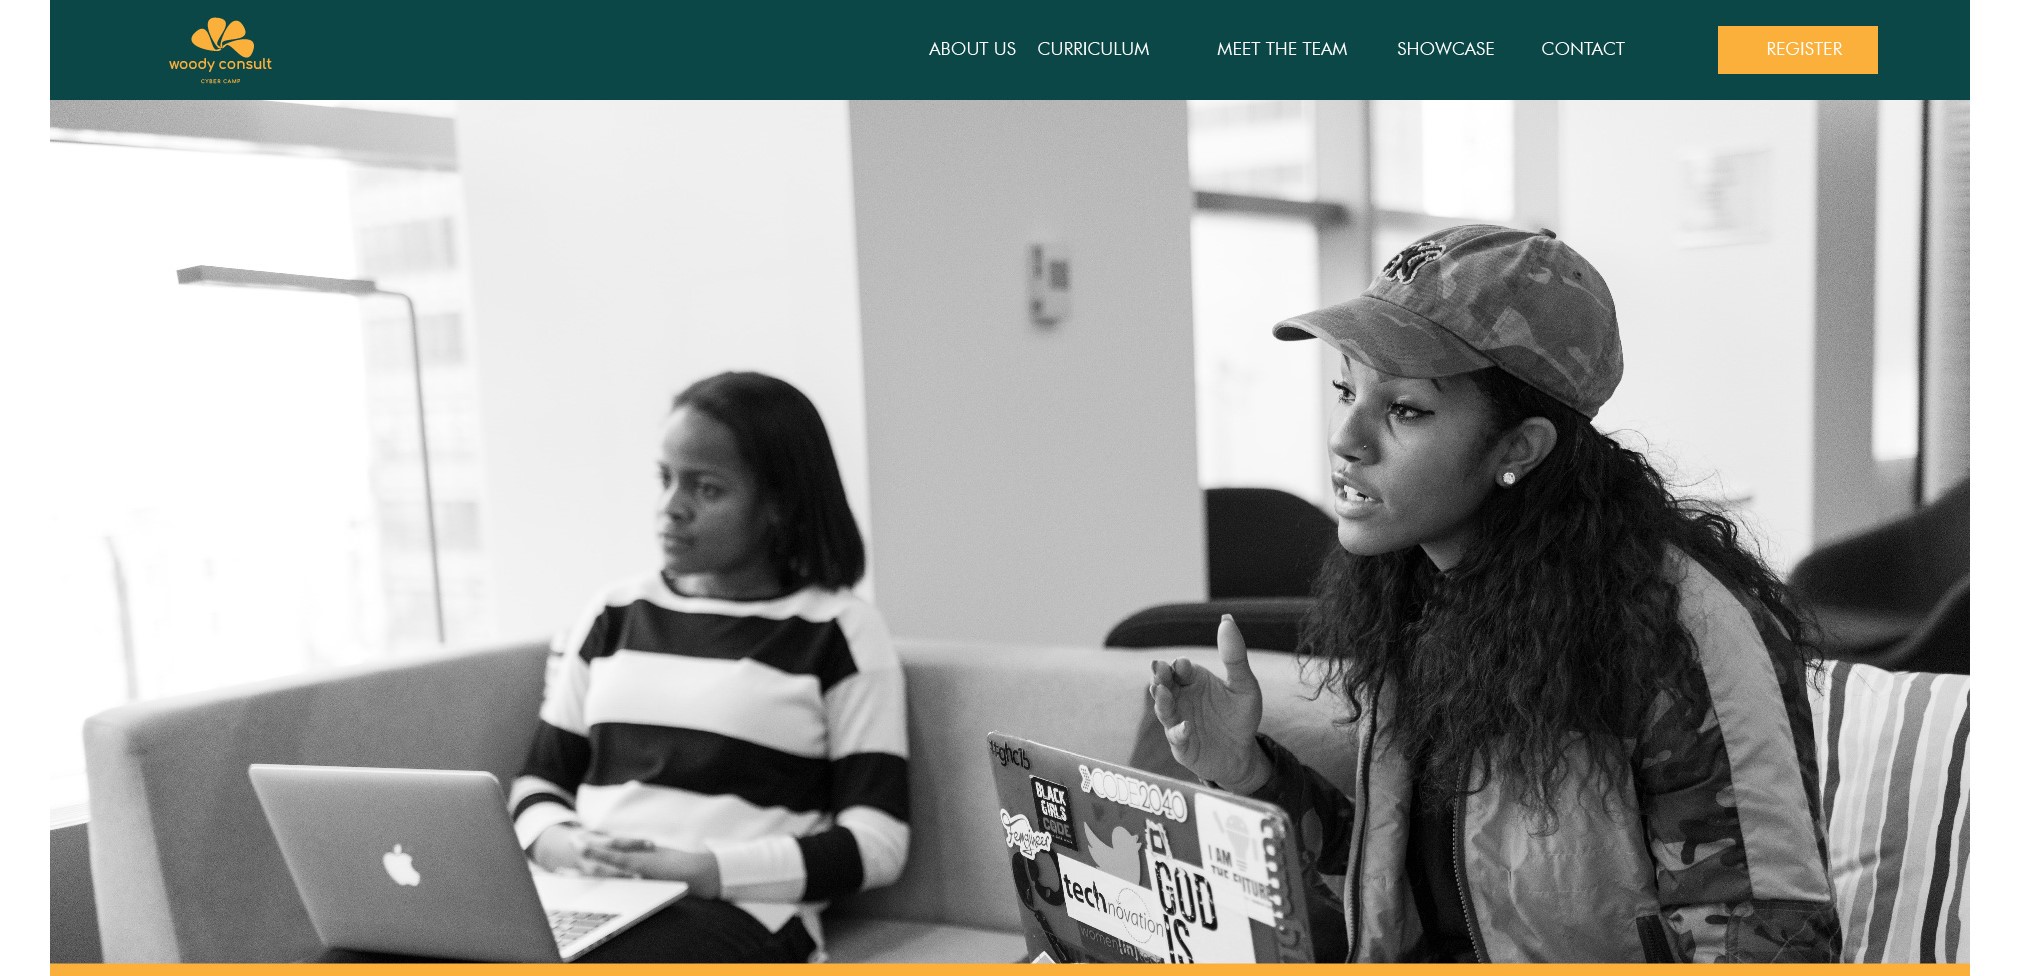 woody consult
CYBER CAMP
ABOUT US
CURRICULUM
MEET THE TEAM
SHOWCASE
CONTACT
REGISTER
#ghc15
BLACK
GIRLS
CODE
CODE2040
Femgineer
I AM
THE FUTURE
technovation
women[in]
GOD
IS